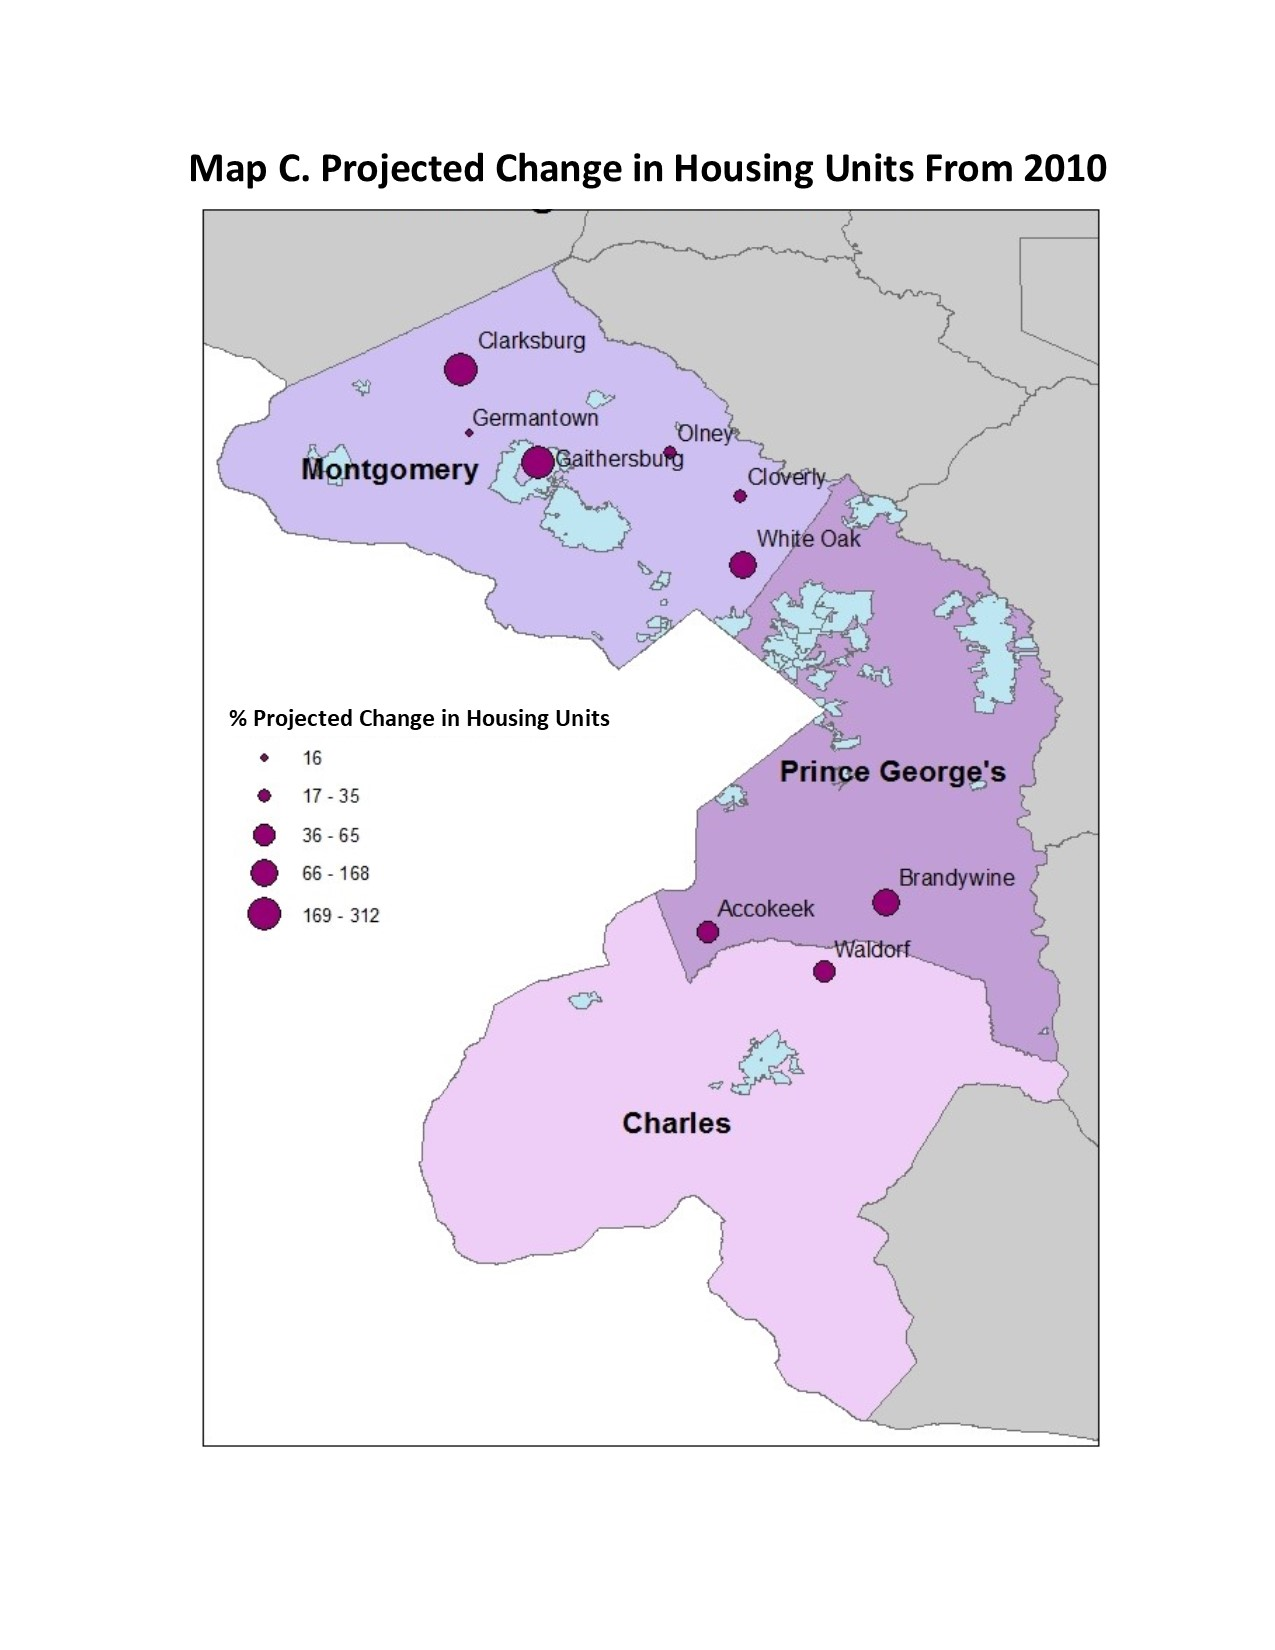 Map C. Projected Change in Housing Units From 2010
Clarksburg
Germantown
Olney
Gaithersburg
Montgomery
Cloverly
White Oak
% Projected Change in Housing Units
16
17 - 35
36 - 65
66 - 168
169 - 312
Prince George's
Brandywine
Accokeek
Waldorf
Charles